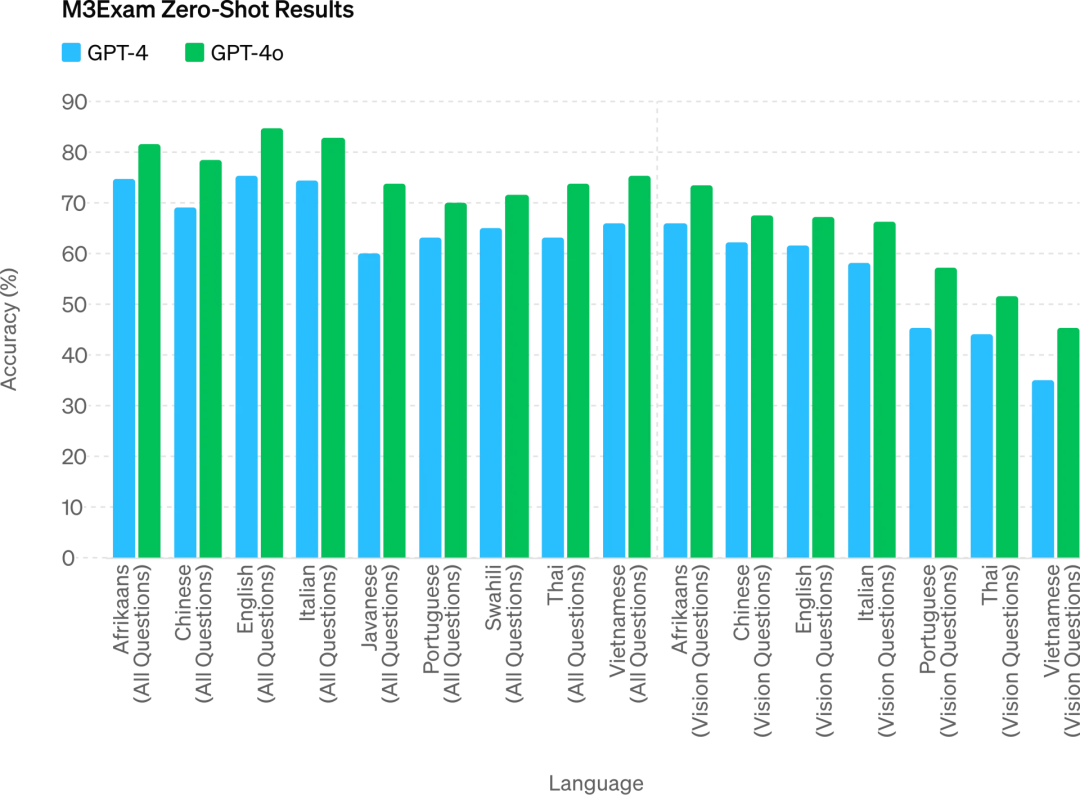 M3Exam Zero-Shot Results
GPT-4
GPT-4o
Accuracy (%)
90
80
70
60
50
40
30
20
10
0
Afrikaans
(All Questions)
Chinese
(All Questions)
English
(All Questions)
Italian
(All Questions)
Javanese
(All Questions)
Portuguese
(All Questions)
Swahili
(All Questions)
Thai
(All Questions)
Vietnamese
(All Questions)
Afrikaans
(Vision Questions)
Chinese
(Vision Questions)
English
(Vision Questions)
Italian
(Vision Questions)
Portuguese
(Vision Questions)
Thai
(Vision Questions)
Vietnamese
(Vision Questions)
Language